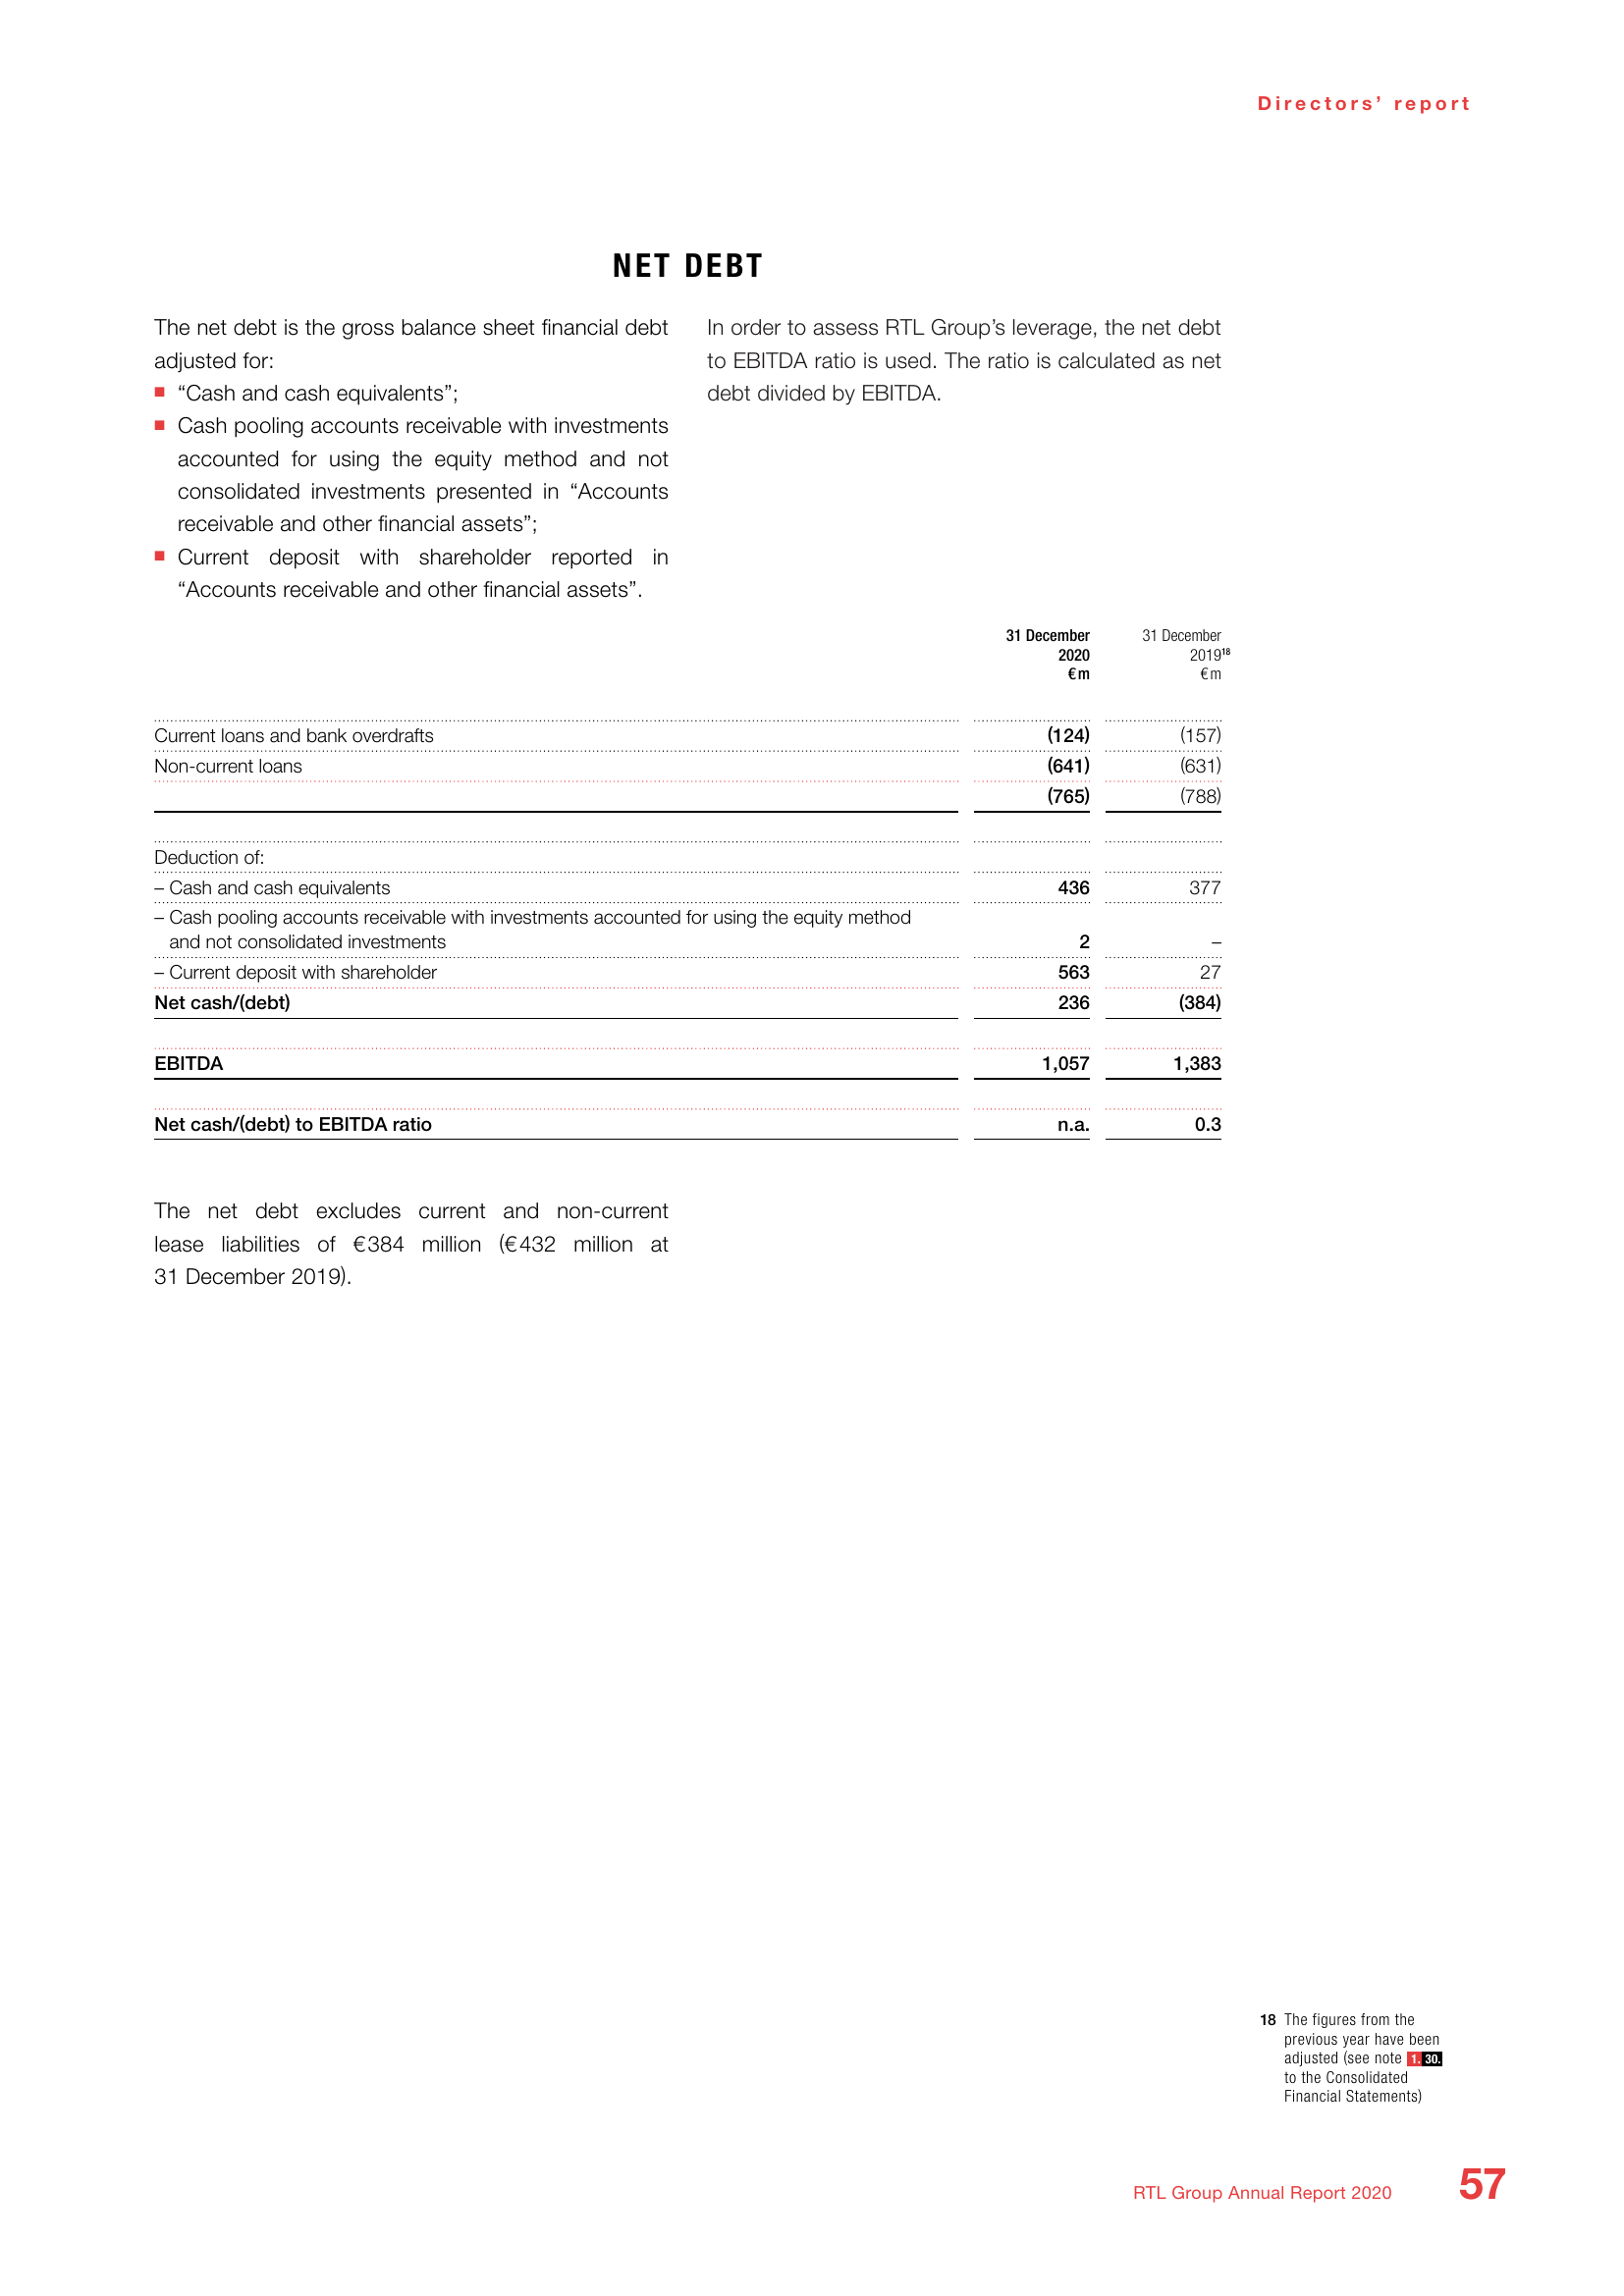 Directors’ report
NET DEBT
The net debt is the gross balance sheet financial debt
adjusted for:
■ “Cash and cash equivalents”;
■ Cash pooling accounts receivable with investments
accounted for using the equity method and not
consolidated investments presented in “Accounts
receivable and other financial assets”;
■ Current deposit with shareholder reported in
“Accounts receivable and other financial assets”.
In order to assess RTL Group’s leverage, the net debt
to EBITDA ratio is used. The ratio is calculated as net
debt divided by EBITDA.
31 December 31 December
2020 2019¹⁸
€m €m
Current loans and bank overdrafts (124) (157)
Non-current loans (641) (631)
(765) (788)
Deduction of:
– Cash and cash equivalents 436 377
– Cash pooling accounts receivable with investments accounted for using the equity method
and not consolidated investments 2 –
– Current deposit with shareholder 563 27
Net cash/(debt) 236 (384)
EBITDA 1,057 1,383
Net cash/(debt) to EBITDA ratio n.a. 0.3
The net debt excludes current and non-current
lease liabilities of €384 million (€432 million at
31 December 2019).
18 The figures from the
previous year have been
adjusted (see note 1. 30.
to the Consolidated
Financial Statements)
RTL Group Annual Report 2020 57